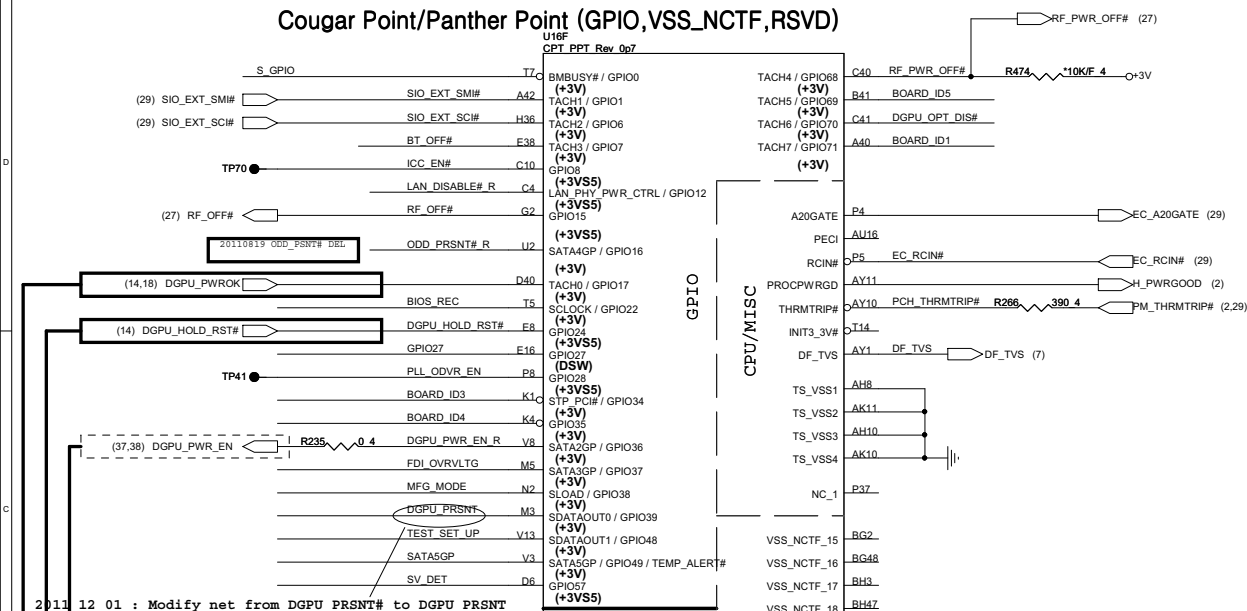 Cougar Point/Panther Point (GPIO,VSS_NCTF,RSVD)
U16F
CPT_PPT_Rev_0p7
RF_PWR_OFF# (27)
S_GPIO T7 BMBUSY# / GPIO0
(+3V)
(29) SIO_EXT_SMI# SIO_EXT_SMI# A42 TACH1 / GPIO1
(+3V)
(29) SIO_EXT_SCI# SIO_EXT_SCI# H36 TACH2 / GPIO6
(+3V)
BT_OFF# E38 TACH3 / GPIO7
(+3V)
TP70 ICC_EN# C10 GPIO8
(+3VS5)
LAN_DISABLE#_R C4 LAN_PHY_PWR_CTRL / GPIO12
(+3VS5)
(27) RF_OFF# RF_OFF# G2 GPIO15
(+3VS5)
20110819 ODD_PSNT# DEL
ODD_PRSNT#_R U2 SATA4GP / GPIO16
(+3V)
(14,18) DGPU_PWROK D40 TACH0 / GPIO17
(+3V)
BIOS_REC T5 SCLOCK / GPIO22
(+3V)
(14) DGPU_HOLD_RST# DGPU_HOLD_RST# E8 GPIO24
(+3VS5)
GPIO27 E16 GPIO27
(DSW)
TP41 PLL_ODVR_EN P8 GPIO28
(+3VS5)
BOARD_ID3 K1 STP_PCI# / GPIO34
(+3V)
BOARD_ID4 K4 GPIO35
(+3V)
(37,38) DGPU_PWR_EN R235 0_4 DGPU_PWR_EN_R V8 SATA2GP / GPIO36
(+3V)
FDI_OVRVLTG M5 SATA3GP / GPIO37
(+3V)
MFG_MODE N2 SLOAD / GPIO38
(+3V)
DGPU_PRSNT M3 SDATAOUT0 / GPIO39
(+3V)
TEST_SET_UP V13 SDATAOUT1 / GPIO48
(+3V)
SATA5GP V3 SATA5GP / GPIO49 / TEMP_ALERT#
(+3V)
SV_DET D6 GPIO57
(+3VS5)
2011 12 01 : Modify net from DGPU PRSNT# to DGPU PRSNT
GPIO
CPU/MISC
TACH4 / GPIO68 C40 RF_PWR_OFF# R474 *10K/F_4 +3V
(+3V)
TACH5 / GPIO69 B41 BOARD_ID5
(+3V)
TACH6 / GPIO70 C41 DGPU_OPT_DIS#
(+3V)
TACH7 / GPIO71 A40 BOARD_ID1
(+3V)
A20GATE P4 EC_A20GATE (29)
PECI AU16
RCIN# P5 EC_RCIN# EC_RCIN# (29)
PROCPWRGD AY11 H_PWRGOOD (2)
THRMTRIP# AY10 PCH_THRMTRIP# R266 390_4 PM_THRMTRIP# (2,29)
INIT3_3V# T14
DF_TVS AY1 DF_TVS DF_TVS (7)
TS_VSS1 AH8
TS_VSS2 AK11
TS_VSS3 AH10
TS_VSS4 AK10
NC_1 P37
VSS_NCTF_15 BG2
VSS_NCTF_16 BG48
VSS_NCTF_17 BH3
VSS_NCTF_18 BH47
D
C